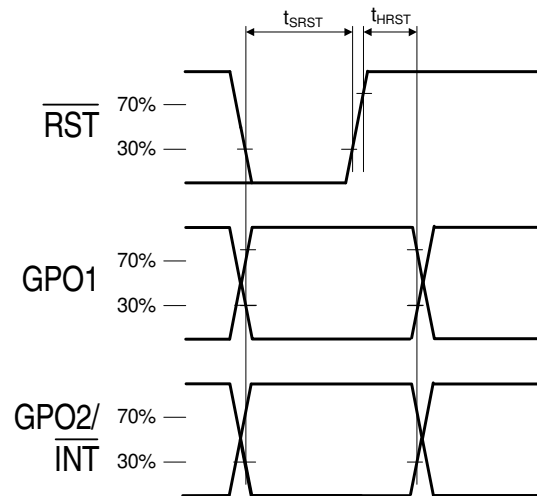 tSRST tHRST
70%
RST
30%
70%
GPO1
30%
GPO2/ 70%
INT 30%